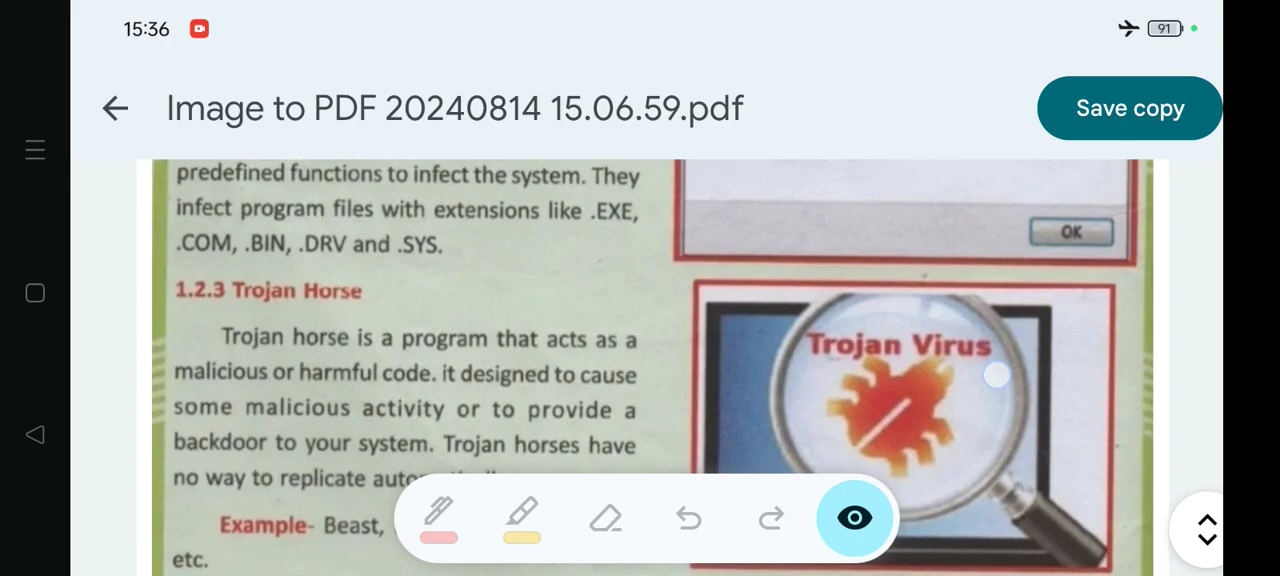 15:36
91
Image to PDF 20240814 15.06.59.pdf
Save copy
predefined functions to infect the system. They
infect program files with extensions like .EXE,
.COM, .BIN, .DRV and .SYS.
OK
1.2.3 Trojan Horse
Trojan horse is a program that acts as a
malicious or harmful code. it designed to cause
some malicious activity or to provide a
backdoor to your system. Trojan horses have
no way to replicate
Example- Beast,
etc.
Trojan Virus